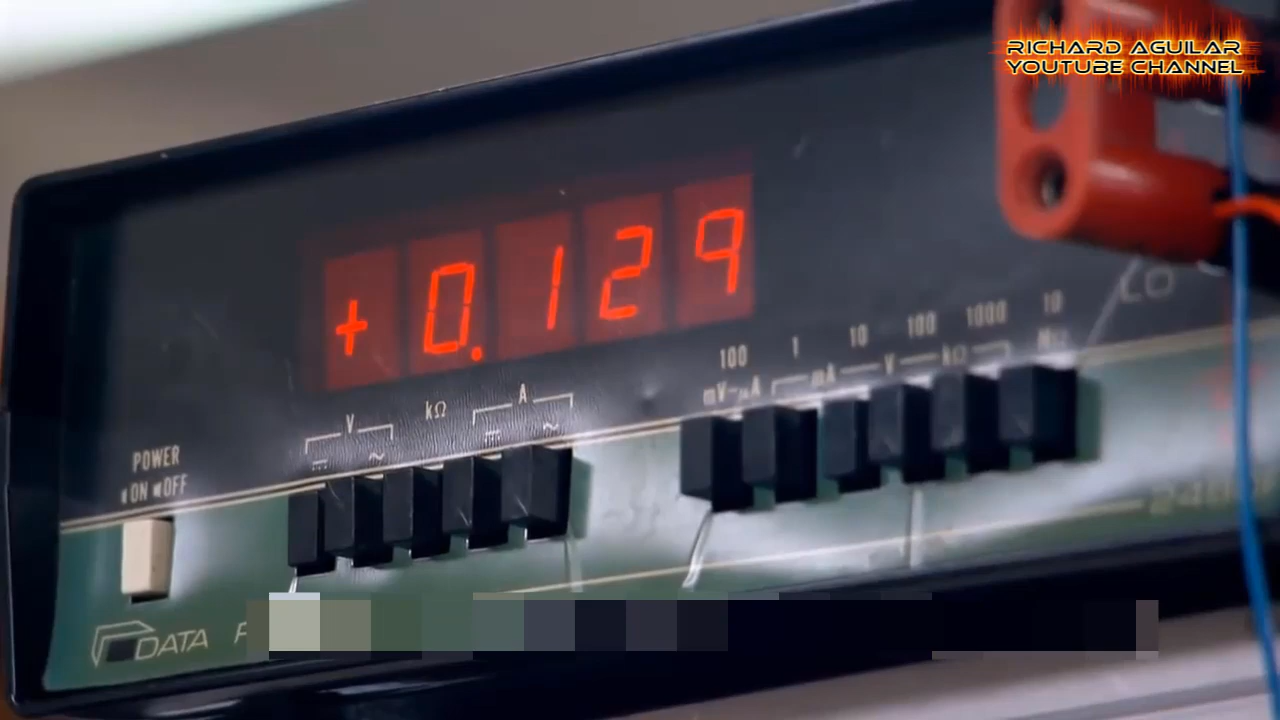 RICHARD AGUILAR
YOUTUBE CHANNEL
+0.129
LO
100 1 10 100 1000 10
mV-μA mA V kΩ
V kΩ A
POWER
ON OFF
DATA